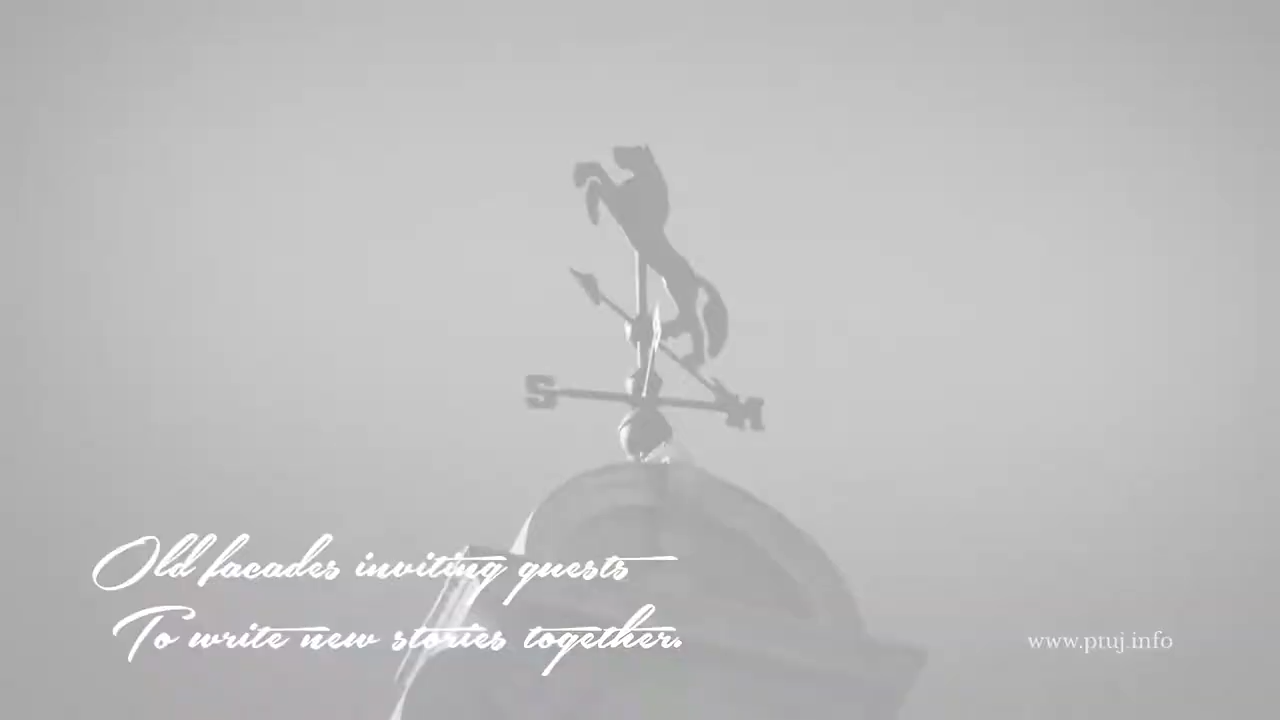 S
M
Old facades inviting guests
To write new stories together.
www.ptuj.info